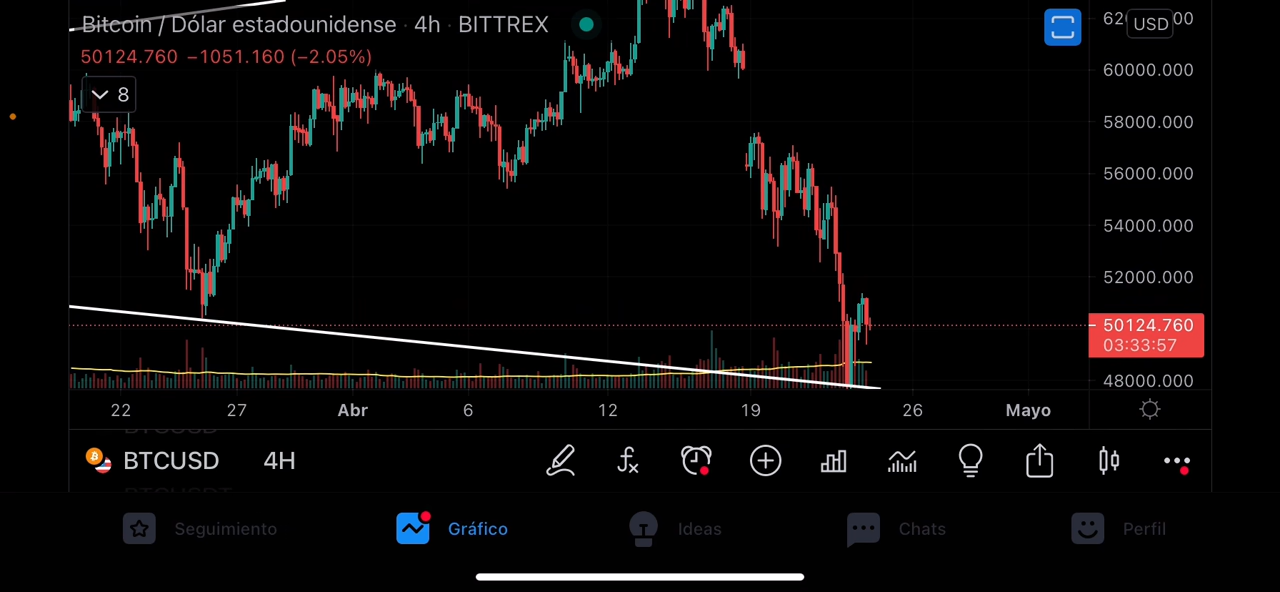 Bitcoin / Dólar estadounidense · 4h · BITTREX
USD
50124.760 −1051.160 (−2.05%)
8
60000.000
58000.000
56000.000
54000.000
52000.000
50124.760
03:33:57
48000.000
22 27 Abr 6 12 19 26 Mayo
BTCUSD 4H
Seguimiento Gráfico Ideas Chats Perfil